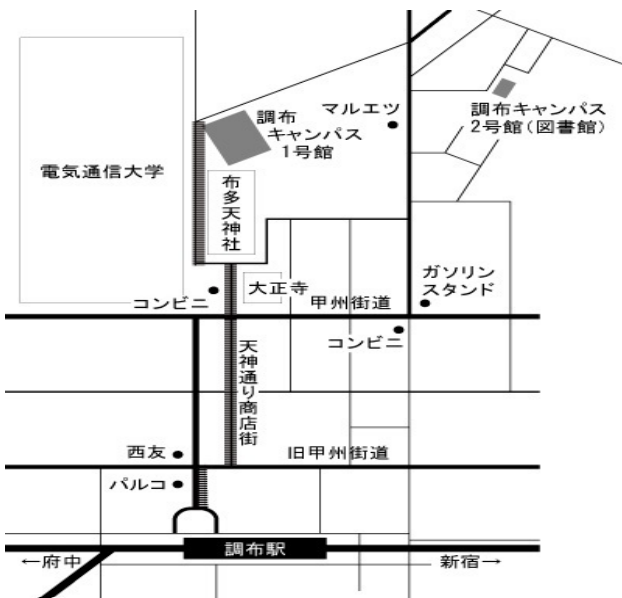 マルエツ
調布
キャンパス
1号館
調布キャンパス
2号館(図書館)
電気通信大学
布多天神社
ガソリン
スタンド
大正寺
コンビニ
甲州街道
コンビニ
天神通り商店街
西友
旧甲州街道
パルコ
調布駅
←府中
新宿→